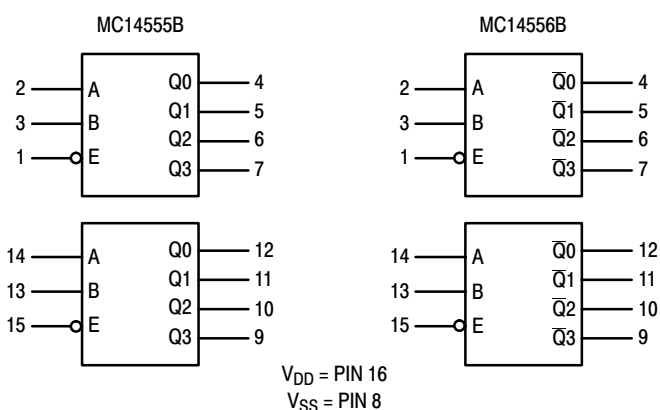 MC14555B
2 A Q0 4
3 B Q1 5
1 E Q2 6
Q3 7
14 A Q0 12
13 B Q1 11
15 E Q2 10
Q3 9
MC14556B
2 A Q̅0 4
3 B Q̅1 5
1 E Q̅2 6
Q̅3 7
14 A Q̅0 12
13 B Q̅1 11
15 E Q̅2 10
Q̅3 9
VDD = PIN 16
VSS = PIN 8